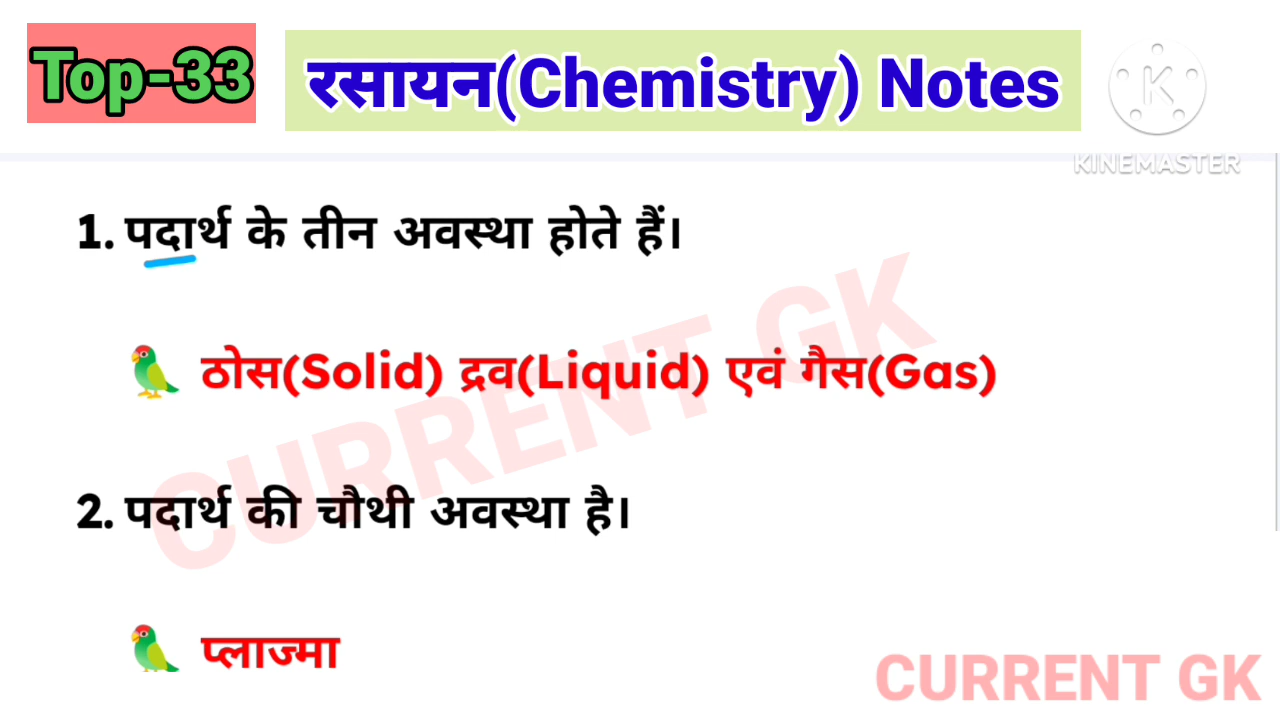 Top-33
रसायन(Chemistry) Notes
K
KINEMASTER
1. पदार्थ के तीन अवस्था होते हैं।
ठोस(Solid) द्रव(Liquid) एवं गैस(Gas)
CURRENT GK
2. पदार्थ की चौथी अवस्था है।
प्लाज्मा
CURRENT GK